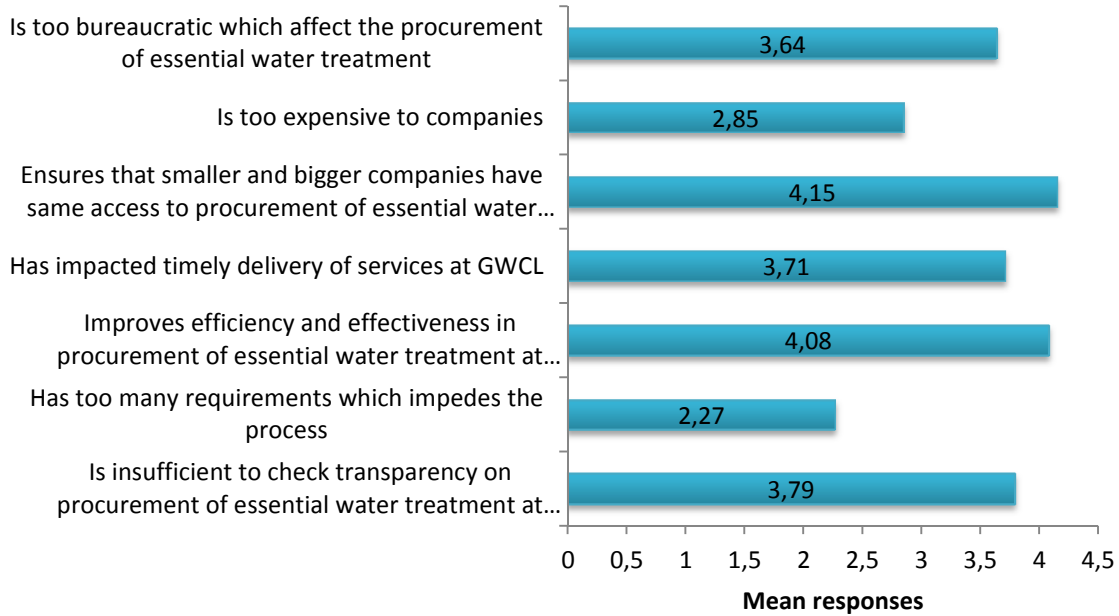 Is too bureaucratic which affect the procurement
of essential water treatment
3,64
Is too expensive to companies
2,85
Ensures that smaller and bigger companies have
same access to procurement of essential water…
4,15
Has impacted timely delivery of services at GWCL
3,71
Improves efficiency and effectiveness in
procurement of essential water treatment at…
4,08
Has too many requirements which impedes the
process
2,27
Is insufficient to check transparency on
procurement of essential water treatment at…
3,79
0 0,5 1 1,5 2 2,5 3 3,5 4 4,5
Mean responses